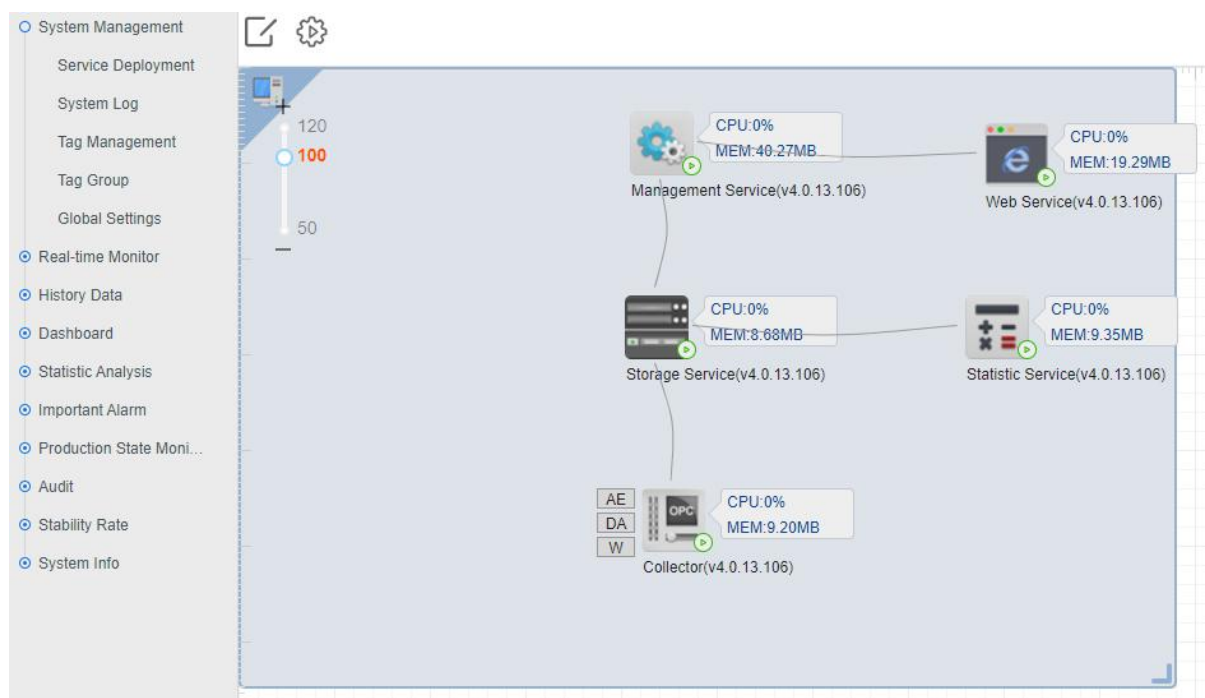 System Management
Service Deployment
System Log
Tag Management
Tag Group
Global Settings
Real-time Monitor
History Data
Dashboard
Statistic Analysis
Important Alarm
Production State Moni...
Audit
Stability Rate
System Info
+
120
100
50
CPU:0%
MEM:40.27MB
Management Service(v4.0.13.106)
CPU:0%
MEM:19.29MB
Web Service(v4.0.13.106)
CPU:0%
MEM:8.68MB
Storage Service(v4.0.13.106)
CPU:0%
MEM:9.35MB
Statistic Service(v4.0.13.106)
AE
DA
W
OPC
CPU:0%
MEM:9.20MB
Collector(v4.0.13.106)